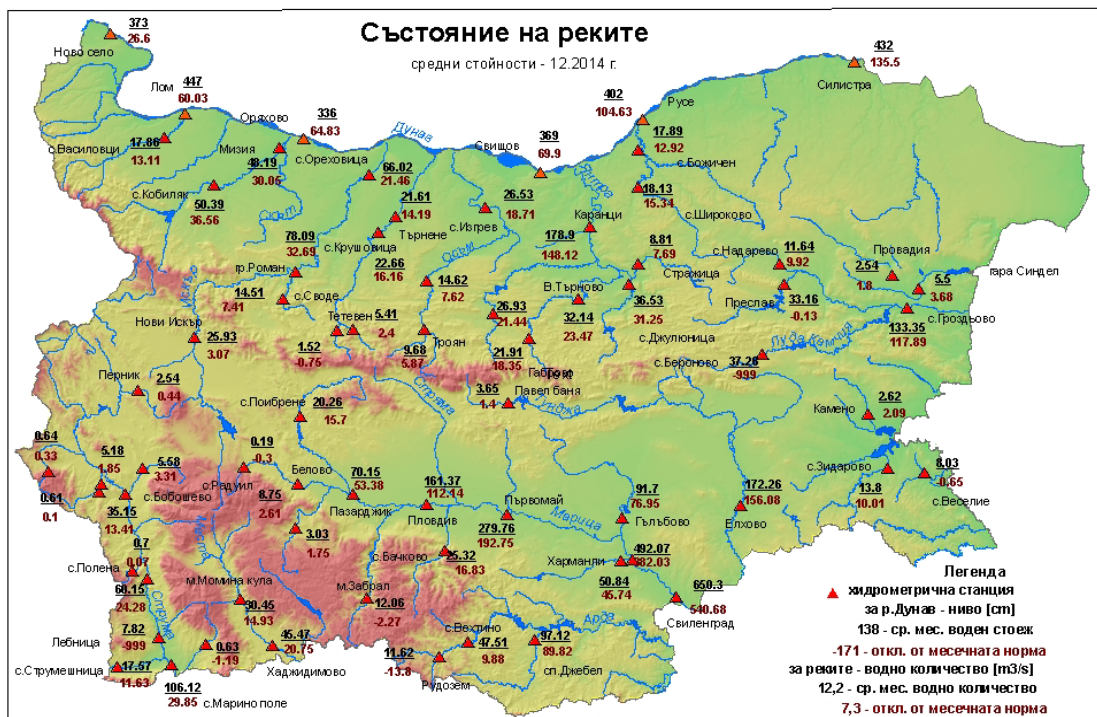 Състояние на реките
средни стойности - 12.2014 г.
373
26.6
Ново село
432
135.5
Силистра
Лом
447
60.03
Оряхово
336
64.83
Дунав
Свищов
369
69.9
402
104.63
Русе
17.89
12.92
с.Божичен
с.Василовци
17.86
13.11
Мизия
48.19
30.05
с.Ореховица
66.02
21.46
Янтра
18.13
15.34
с.Широково
с.Кобиляк
50.39
36.56
Скът
21.61
14.19
Търнене
26.53
18.71
с.Изгрев
Каранци
178.9
148.12
78.09
32.69
гр.Роман
с.Крушовица
22.66
16.16
Осъм
8.81
7.69
Стражица
с.Надарево
11.64
9.92
Провадия
2.54
1.8
гара Синдел
5.5
3.68
с.Гроздьово
Искър
14.51
7.41
с.Своде
14.62
7.62
В.Търново
32.14
23.47
36.53
31.25
с.Джулюница
Преслав
33.16
-0.13
133.35
117.89
Нови Искър
25.93
3.07
Тетевен
5.41
2.4
1.52
-0.75
9.68
5.87
Троян
26.93
21.44
21.91
18.35
Габрово
Луда Камчия
с.Бероново
37.28
-999
Перник
2.54
0.44
с.Поибрене
20.26
15.7
Стряма
3.65
1.4
Павел баня
Тунджа
Камено
2.62
2.09
0.64
0.33
0.61
0.1
5.18
1.85
5.58
3.31
с.Бобошево
35.15
13.41
0.19
-0.3
с.Радуил
Белово
8.75
2.61
70.15
53.38
Пазарджик
161.37
112.14
Пловдив
Първомай
279.76
192.75
Марица
91.7
76.95
Гълъбово
172.26
156.08
Елхово
с.Зидарово
13.8
10.01
8.03
-0.65
с.Веселие
Места
3.03
1.75
с.Бачково
25.32
16.83
Харманли
492.07
382.03
50.84
45.74
650.3
540.68
Свиленград
0.7
0.07
с.Полена
60.15
24.28
Струма
м.Момина кула
30.45
14.93
м.Забрал
12.06
-2.27
Лебница
7.82
-999
0.63
-1.19
45.47
20.75
Хаджидимово
с.Струмешница
17.57
11.63
106.12
29.85
с.Марино поле
11.62
-13.8
Рудозем
с.Вехтино
47.51
9.88
Арда
97.12
89.82
сп.Джебел
Легенда
хидрометрична станция
за р.Дунав - ниво [cm]
138 - ср. мес. воден стоеж
-171 - откл. от месечната норма
за реките - водно количество [m3/s]
12,2 - ср. мес. водно количество
7,3 - откл. от месечната норма